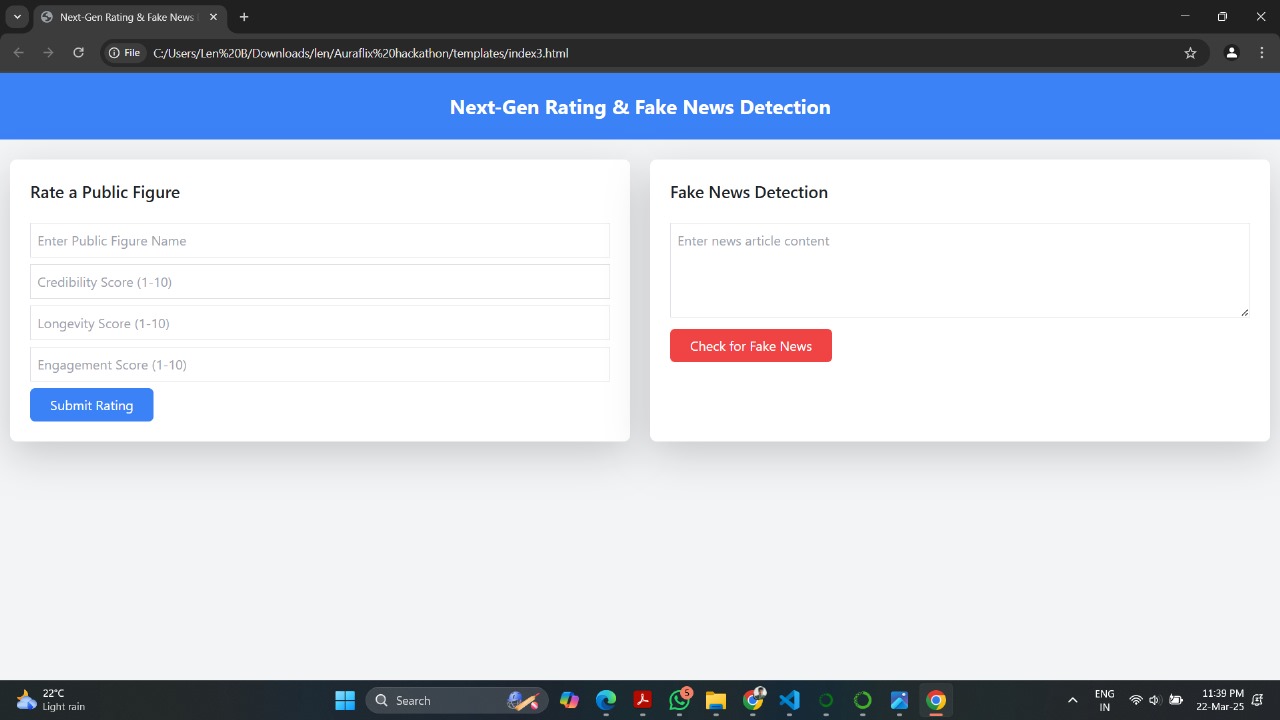 Next-Gen Rating & Fake News
File
C:/Users/Len%20B/Downloads/len/Auraflix%20hackathon/templates/index3.html
Next-Gen Rating & Fake News Detection
Rate a Public Figure
Enter Public Figure Name
Credibility Score (1-10)
Longevity Score (1-10)
Engagement Score (1-10)
Submit Rating
Fake News Detection
Enter news article content
Check for Fake News
22°C
Light rain
Search
5
ENG
IN
11:39 PM
22-Mar-25